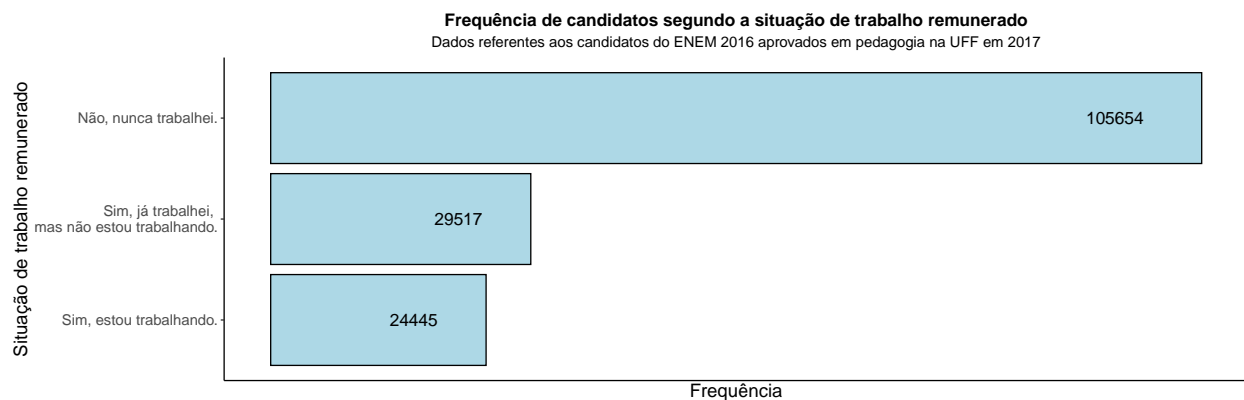 Frequência de candidatos segundo a situação de trabalho remunerado
Dados referentes aos candidatos do ENEM 2016 aprovados em pedagogia na UFF em 2017
Situação de trabalho remunerado
Não, nunca trabalhei.
105654
Sim, já trabalhei,
mas não estou trabalhando.
29517
Sim, estou trabalhando.
24445
Frequência